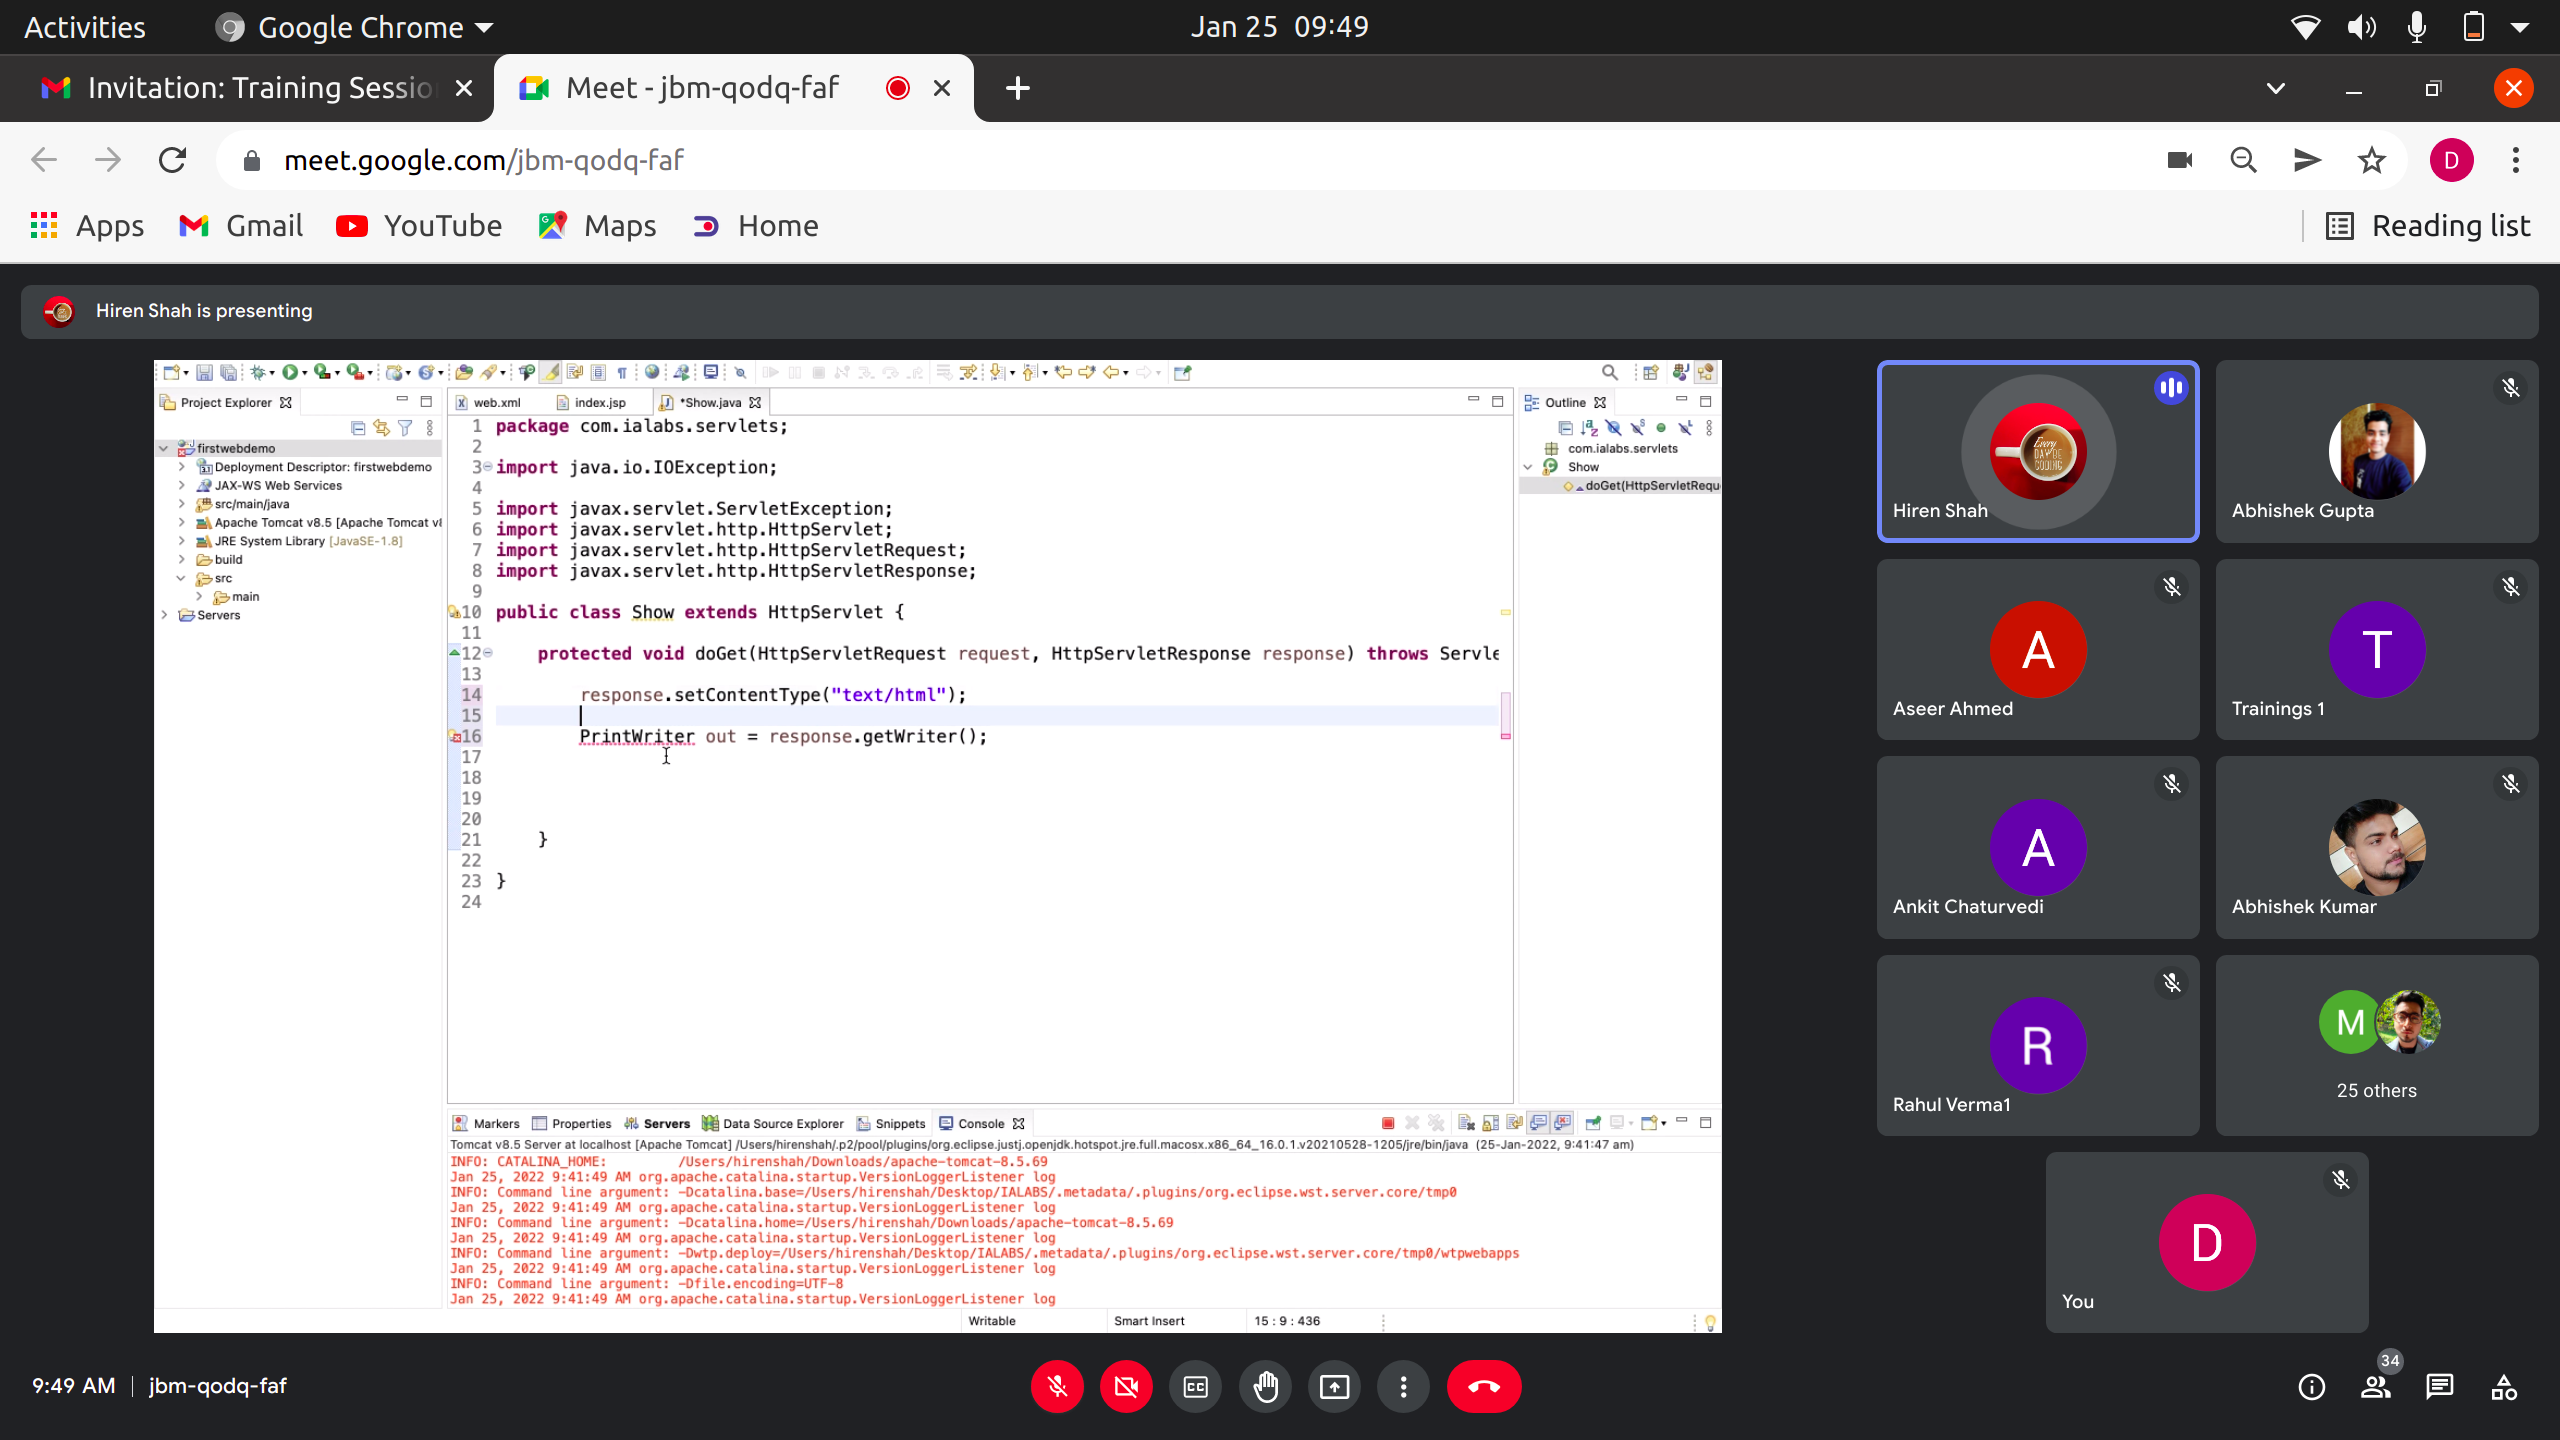 Activities
Google Chrome
Jan 25 09:49
Invitation: Training Sessio
Meet - jbm-qodq-faf
meet.google.com/jbm-qodq-faf
D
Apps
Gmail
YouTube
Maps
Home
Reading list
Hiren Shah is presenting
Project Explorer
firstwebdemo
Deployment Descriptor: firstwebdemo
JAX-WS Web Services
src/main/java
Apache Tomcat v8.5 [Apache Tomcat v8
JRE System Library [JavaSE-1.8]
build
src
main
Servers
web.xml
index.jsp
*Show.java
1 package com.ialabs.servlets;
2
3 import java.io.IOException;
4
5 import javax.servlet.ServletException;
6 import javax.servlet.http.HttpServlet;
7 import javax.servlet.http.HttpServletRequest;
8 import javax.servlet.http.HttpServletResponse;
9
10 public class Show extends HttpServlet {
11
12 protected void doGet(HttpServletRequest request, HttpServletResponse response) throws Servle
13
14 response.setContentType("text/html");
15
16 PrintWriter out = response.getWriter();
17
18
19
20
21 }
22
23 }
24
Outline
com.ialabs.servlets
Show
doGet(HttpServletRequ
Markers
Properties
Servers
Data Source Explorer
Snippets
Console
Tomcat v8.5 Server at localhost [Apache Tomcat] /Users/hirenshah/.p2/pool/plugins/org.eclipse.justj.openjdk.hotspot.jre.full.macosx.x86_64_16.0.1.v20210528-1205/jre/bin/java (25-Jan-2022, 9:41:47 am)
INFO: CATALINA_HOME: /Users/hirenshah/Downloads/apache-tomcat-8.5.69
Jan 25, 2022 9:41:49 AM org.apache.catalina.startup.VersionLoggerListener log
INFO: Command line argument: -Dcatalina.base=/Users/hirenshah/Desktop/IALABS/.metadata/.plugins/org.eclipse.wst.server.core/tmp0
Jan 25, 2022 9:41:49 AM org.apache.catalina.startup.VersionLoggerListener log
INFO: Command line argument: -Dcatalina.home=/Users/hirenshah/Downloads/apache-tomcat-8.5.69
Jan 25, 2022 9:41:49 AM org.apache.catalina.startup.VersionLoggerListener log
INFO: Command line argument: -Dwtp.deploy=/Users/hirenshah/Desktop/IALABS/.metadata/.plugins/org.eclipse.wst.server.core/tmp0/wtpwebapps
Jan 25, 2022 9:41:49 AM org.apache.catalina.startup.VersionLoggerListener log
INFO: Command line argument: -Dfile.encoding=UTF-8
Jan 25, 2022 9:41:49 AM org.apache.catalina.startup.VersionLoggerListener log
Writable
Smart Insert
15 : 9 : 436
Every
DAY BE
CODING
Hiren Shah
Abhishek Gupta
A
Aseer Ahmed
T
Trainings 1
A
Ankit Chaturvedi
Abhishek Kumar
R
Rahul Verma1
M
25 others
D
You
9:49 AM | jbm-qodq-faf
CC
34